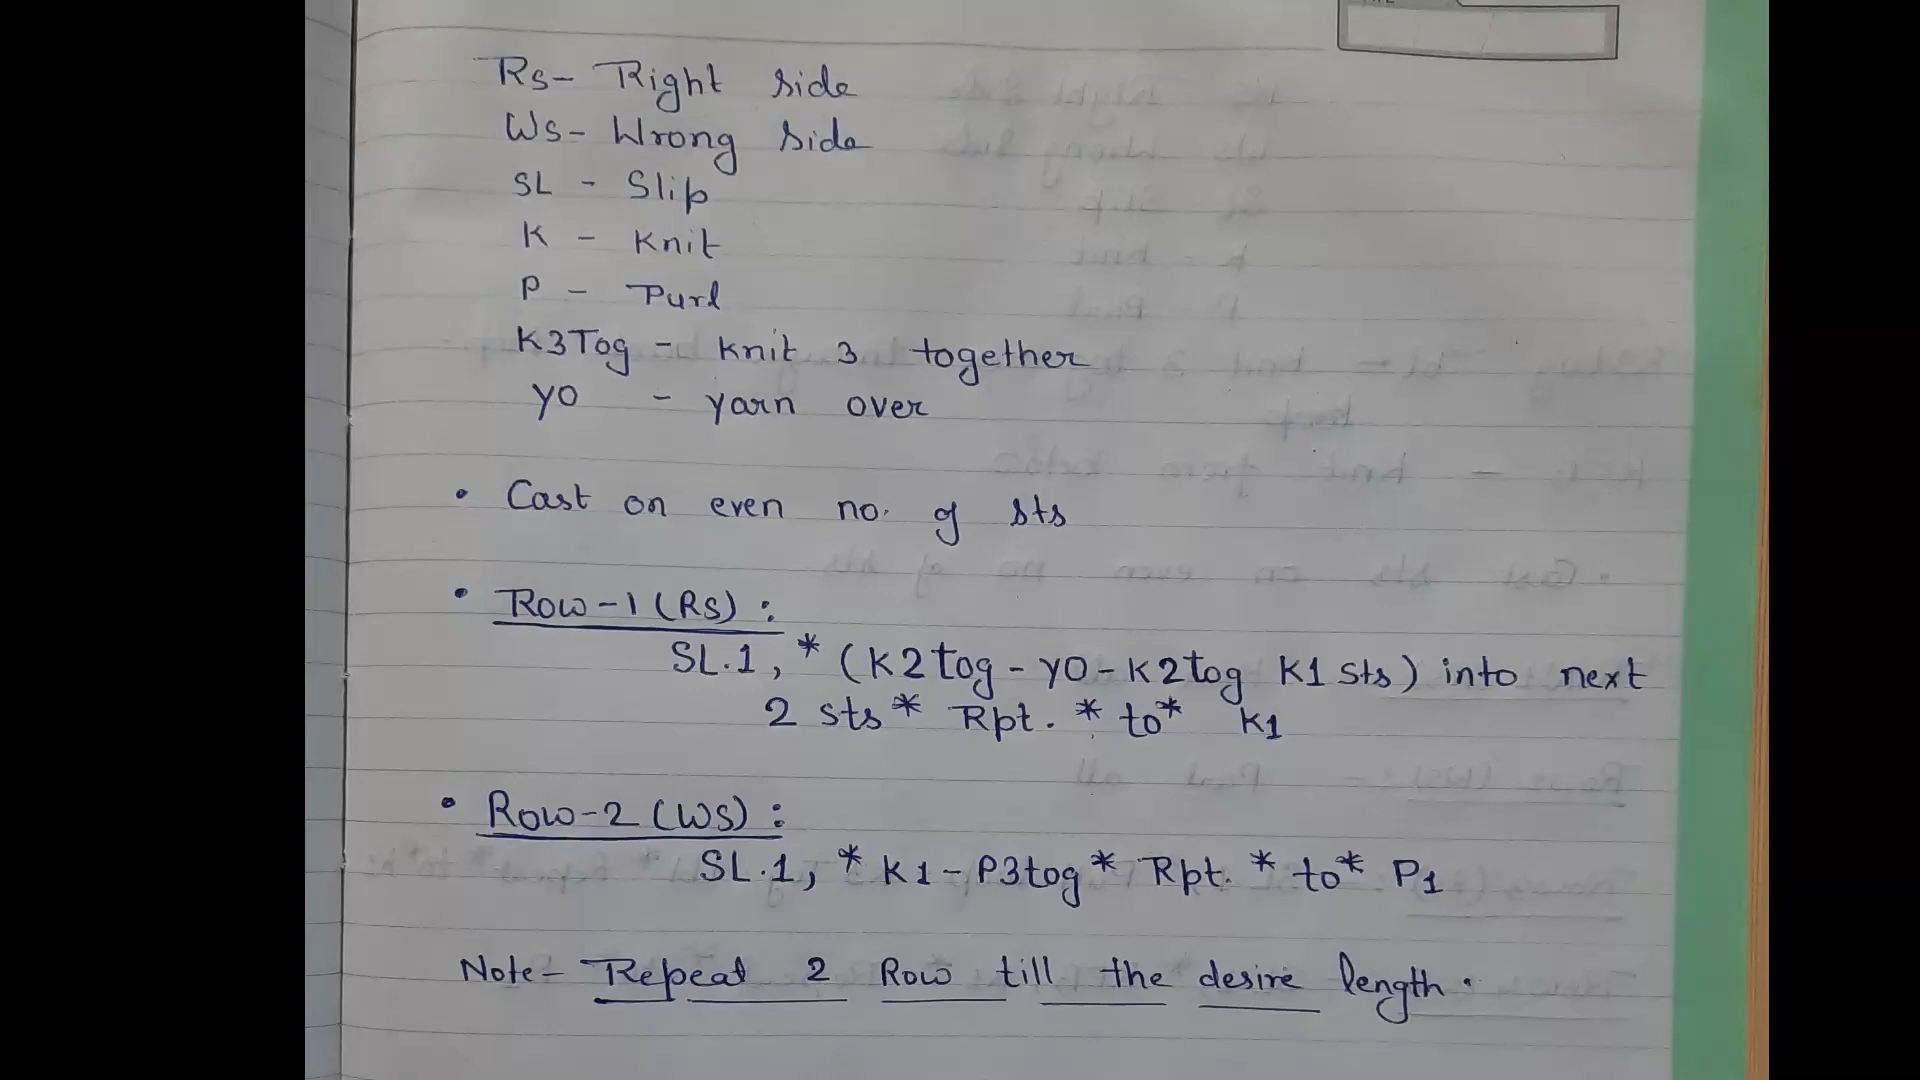 Rs- Right side
Ws- Wrong side
SL - Slip
K - Knit
P - Purl
K3Tog - Knit 3 together
YO - Yarn over
• Cast on even no. of sts
• Row-1 (RS) :
SL.1, * (K2tog - YO - K2tog K1 sts) into next
2 sts * Rpt. * to * K1
• Row-2 (WS) :
SL.1, * K1 - P3tog * Rpt. * to * P1
Note- Repeat 2 Row till the desire length.